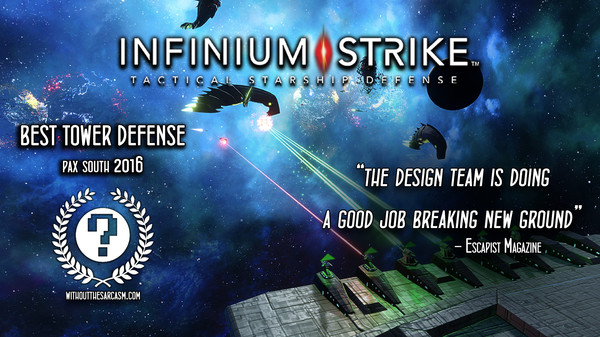 INFINIUM STRIKE™
TACTICAL STARSHIP DEFENSE
BEST TOWER DEFENSE
PAX SOUTH 2016
?
WITHOUTTHESARCASM.COM
"THE DESIGN TEAM IS DOING
A GOOD JOB BREAKING NEW GROUND"
– ESCAPIST MAGAZINE